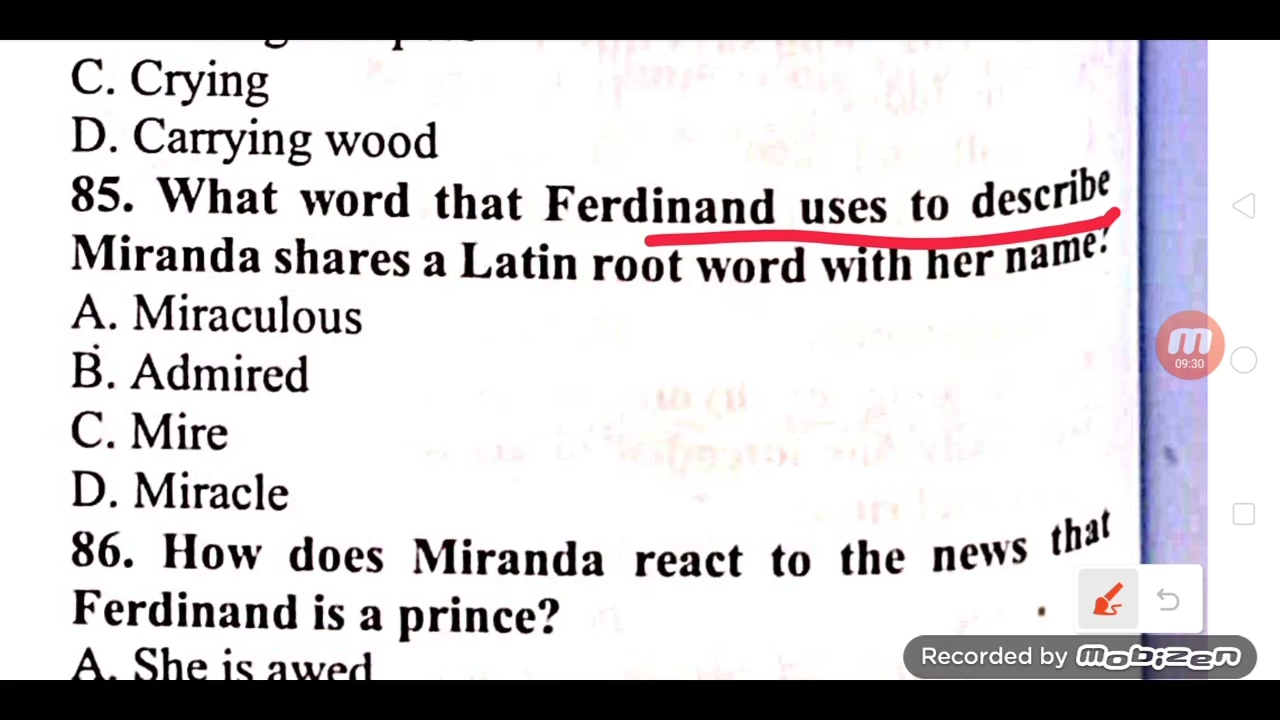 C. Crying
D. Carrying wood
85. What word that Ferdinand uses to describe
Miranda shares a Latin root word with her name?
A. Miraculous
B. Admired
C. Mire
D. Miracle
86. How does Miranda react to the news that
Ferdinand is a prince?
A. She is awed
09:30
Recorded by mobizen